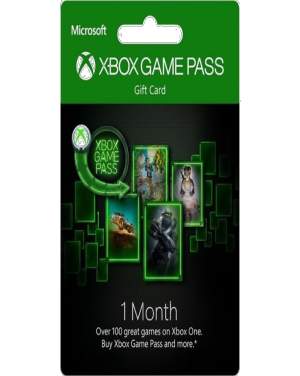 Microsoft
XBOX GAME PASS
Gift Card
XBOX
GAME
PASS
1 Month
Over 100 great games on Xbox One.
Buy Xbox Game Pass and more.*